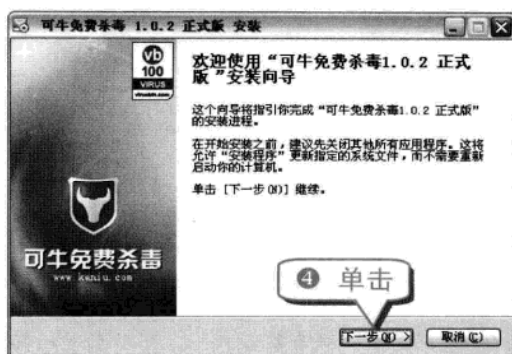 可牛免费杀毒 1.0.2 正式版 安装
vb
100
VIRUS
virusbtn.com
欢迎使用“可牛免费杀毒1.0.2 正式
版 ”安装向导
这个向导将指引你完成“可牛免费杀毒1.0.2 正式版”
的安装进程。
在开始安装之前，建议先关闭其他所有应用程序。这将
允许“安装程序”更新指定的系统文件，而不需要重新
启动你的计算机。
单击 [下一步(N)] 继续。
可牛免费杀毒
www.keniu.com
❹ 单击
下一步(N) >
取消(C)